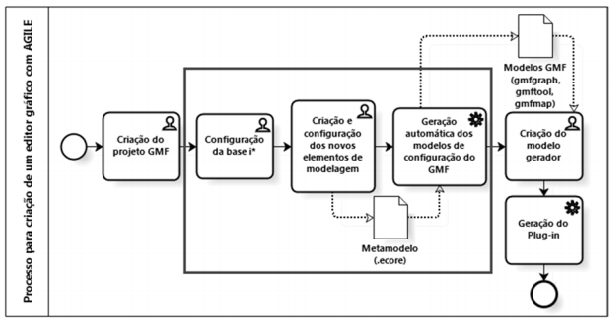 Processo para criação de um editor gráfico com AGILE
Criação do
projeto GMF
Configuração
da base i*
Criação e
configuração
dos novos
elementos de
modelagem
Metamodelo
(.ecore)
Geração
automática dos
modelos de
configuração do
GMF
Modelos GMF
(gmfgraph,
gmftool,
gmfmap)
Criação do
modelo
gerador
Geração do
Plug-in